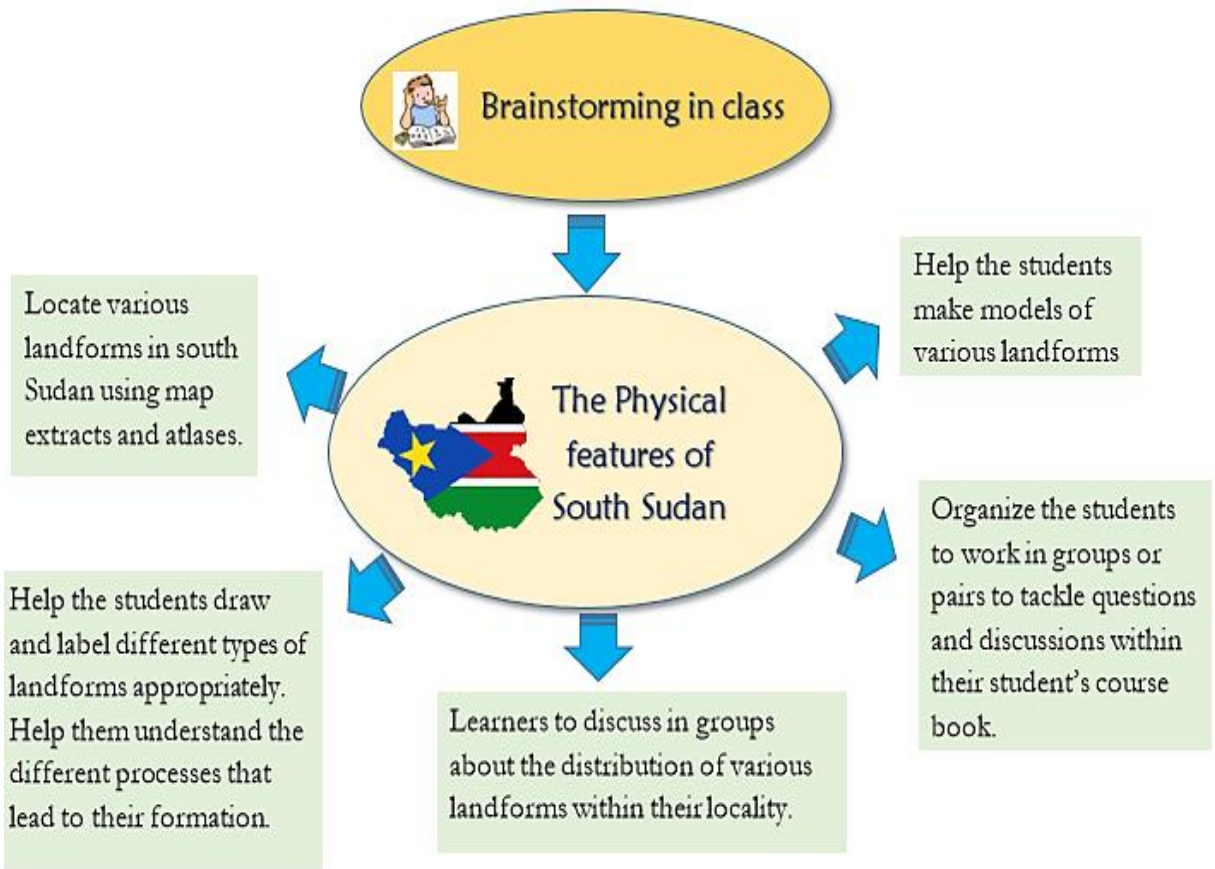 Brainstorming in class
Help the students
make models of
various landforms
Locate various
landforms in south
Sudan using map
extracts and atlases.
The Physical
features of
South Sudan
Organize the students
to work in groups or
pairs to tackle questions
and discussions within
their student’s course
book.
Help the students draw
and label different types of
landforms appropriately.
Help them understand the
different processes that
lead to their formation.
Learners to discuss in groups
about the distribution of various
landforms within their locality.